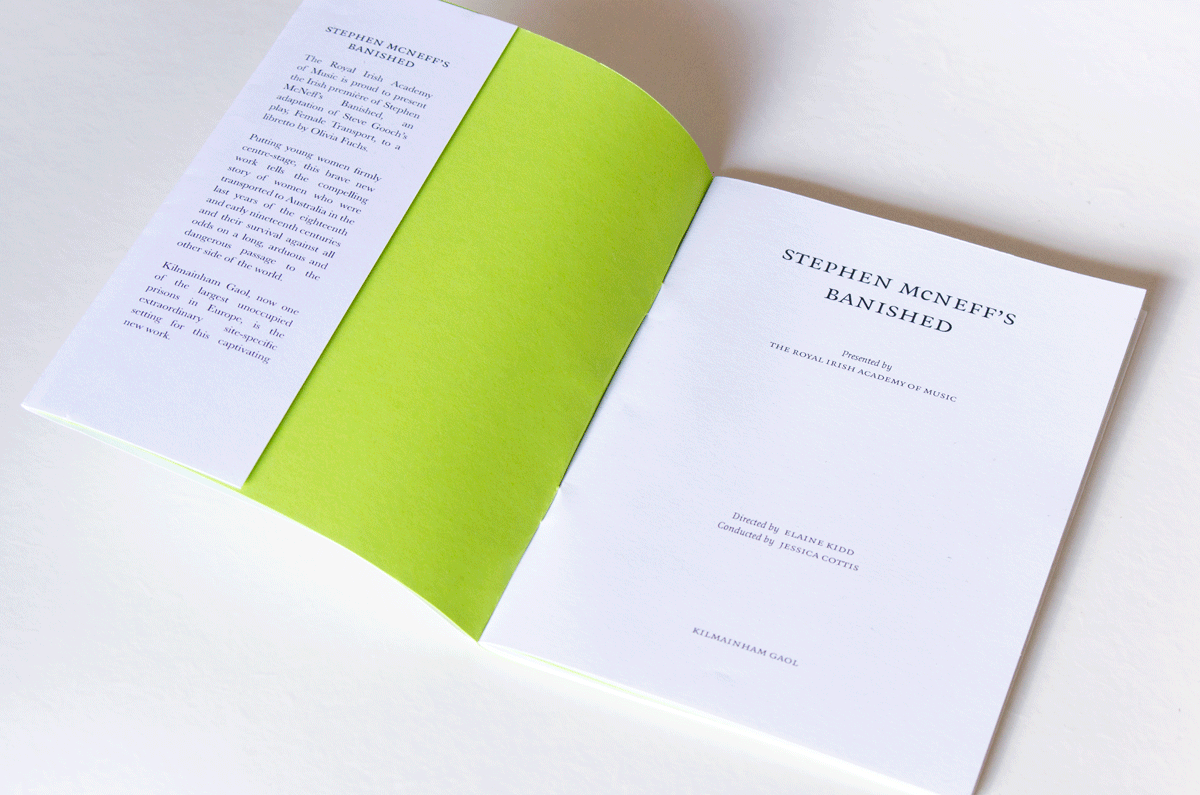 STEPHEN MCNEFF'S
BANISHED
The Royal Irish Academy
of Music is proud to present
the Irish première of Stephen
McNeff's Banished, an
adaptation of Steve Gooch's
play, Female Transport, to a
libretto by Olivia Fuchs.
Putting young women firmly
centre-stage, this brave new
work tells the compelling
story of women who were
transported to Australia in the
last years of the eighteenth
and early nineteenth centuries
and their survival against all
odds on a long, arduous and
dangerous passage to the
other side of the world.
Kilmainham Gaol, now one
of the largest unoccupied
prisons in Europe, is the
extraordinary site-specific
setting for this captivating
new work.
STEPHEN McNEFF'S
BANISHED
Presented by
THE ROYAL IRISH ACADEMY OF MUSIC
Directed by ELAINE KIDD
Conducted by JESSICA COTTIS
KILMAINHAM GAOL